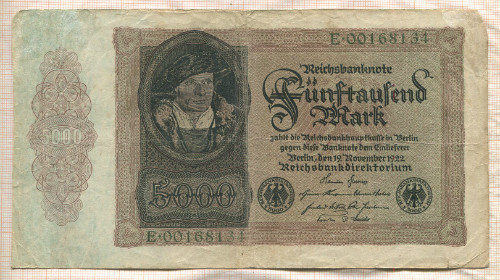 E·00168134
Reichsbanknote
Fünftausend
Mark
zahlt die Reichsbankhauptkasse in Berlin
gegen diese Banknote dem Einlieferer
Berlin, den 19. November 1922
Reichsbankdirektorium
5000
5000
E·00168134